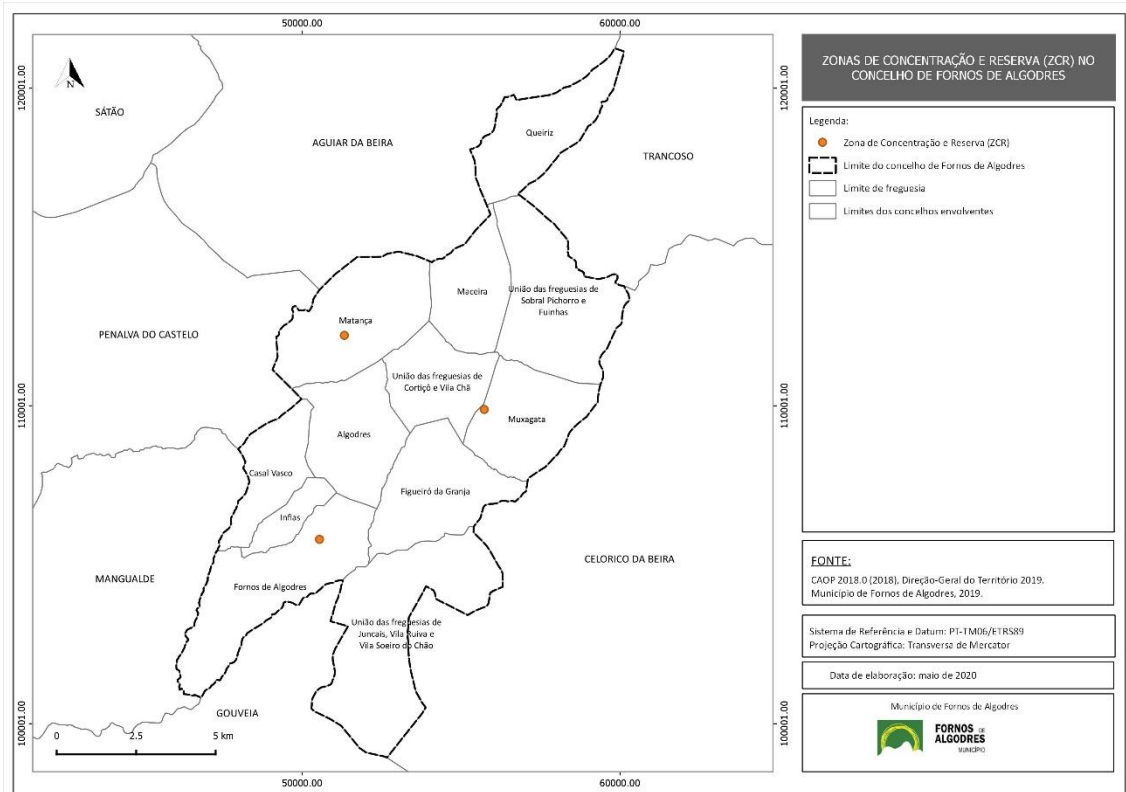 50000.00
60000.00
120001.00
120001.00
110001.00
110001.00
100001.00
100001.00
N
SÁTÃO
AGUIAR DA BEIRA
TRANCOSO
Queiriz
Maceira
União das freguesias de
Sobral Pichorro e
Fuinhas
Matança
PENALVA DO CASTELO
União das freguesias de
Cortiçô e Vila Chã
Muxagata
Algodres
Casal Vasco
Figueiró da Granja
Infias
MANGUALDE
Fornos de Algodres
CELORICO DA BEIRA
União das freguesias de
Juncais, Vila Ruiva e
Vila Soeiro do Chão
GOUVEIA
0
2.5
5 km
50000.00
60000.00
ZONAS DE CONCENTRAÇÃO E RESERVA (ZCR) NO
CONCELHO DE FORNOS DE ALGODRES
Legenda:
Zona de Concentração e Reserva (ZCR)
Limite do concelho de Fornos de Algodres
Limite de freguesia
Limites dos concelhos envolventes
FONTE:
CAOP 2018.0 (2018), Direção-Geral do Território 2019.
Município de Fornos de Algodres, 2019.
Sistema de Referência e Datum: PT-TM06/ETRS89
Projeção Cartográfica: Transversa de Mercator
Data de elaboração: maio de 2020
Município de Fornos de Algodres
FORNOS DE
ALGODRES
MUNICÍPIO